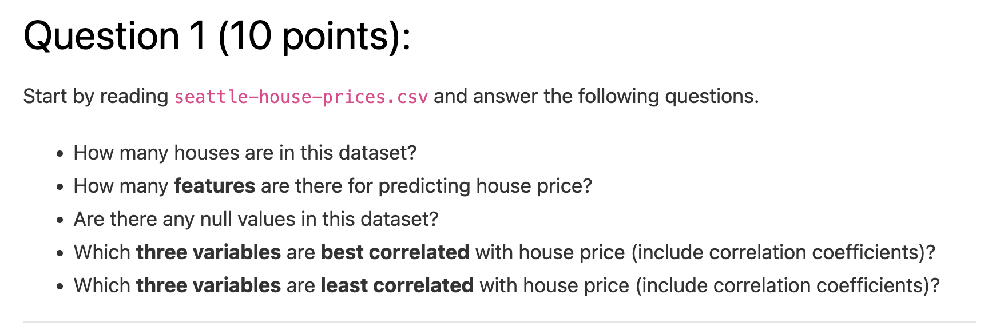 Question 1 (10 points):
Start by reading seattle-house-prices.csv and answer the following questions.
• How many houses are in this dataset?
• How many features are there for predicting house price?
• Are there any null values in this dataset?
• Which three variables are best correlated with house price (include correlation coefficients)?
• Which three variables are least correlated with house price (include correlation coefficients)?